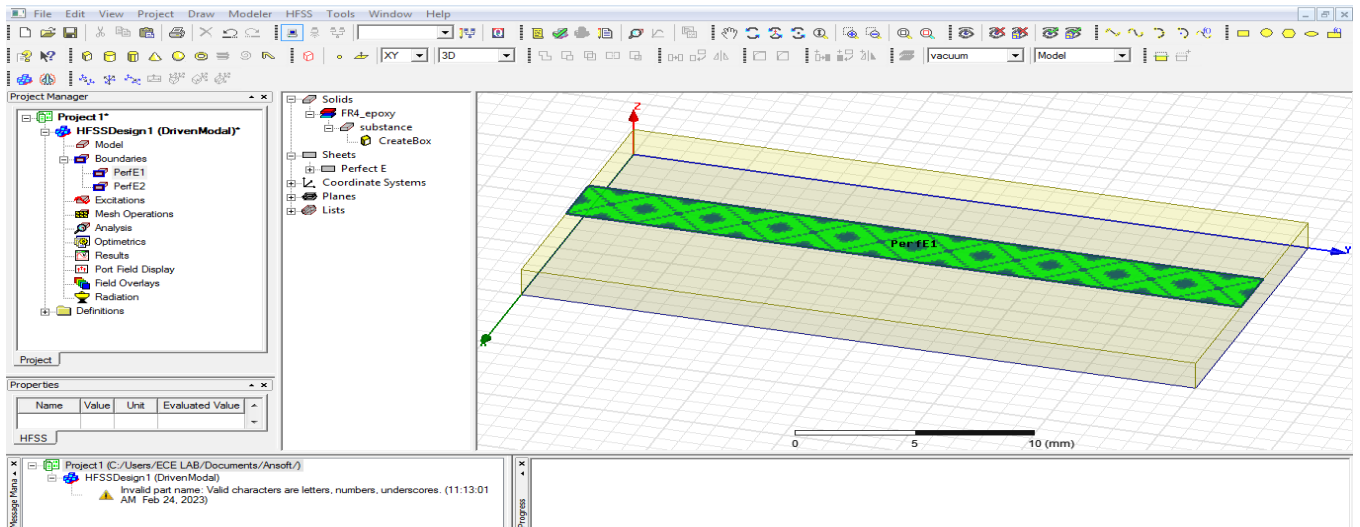 File Edit View Project Draw Modeler HFSS Tools Window Help
XY 3D vacuum Model
Project Manager
Project1*
HFSSDesign1 (DrivenModal)*
Model
Boundaries
PerfE1
PerfE2
Excitations
Mesh Operations
Analysis
Optimetrics
Results
Port Field Display
Field Overlays
Radiation
Definitions
Project
Solids
FR4_epoxy
substance
CreateBox
Sheets
Perfect E
Coordinate Systems
Planes
Lists
Z
PerfE1
Y
X
0 5 10 (mm)
Properties
Name Value Unit Evaluated Value
HFSS
Message Mana
Project1 (C:/Users/ECE LAB/Documents/Ansoft/)
HFSSDesign1 (DrivenModal)
Invalid part name: Valid characters are letters, numbers, underscores. (11:13:01
AM Feb 24, 2023)
Progress